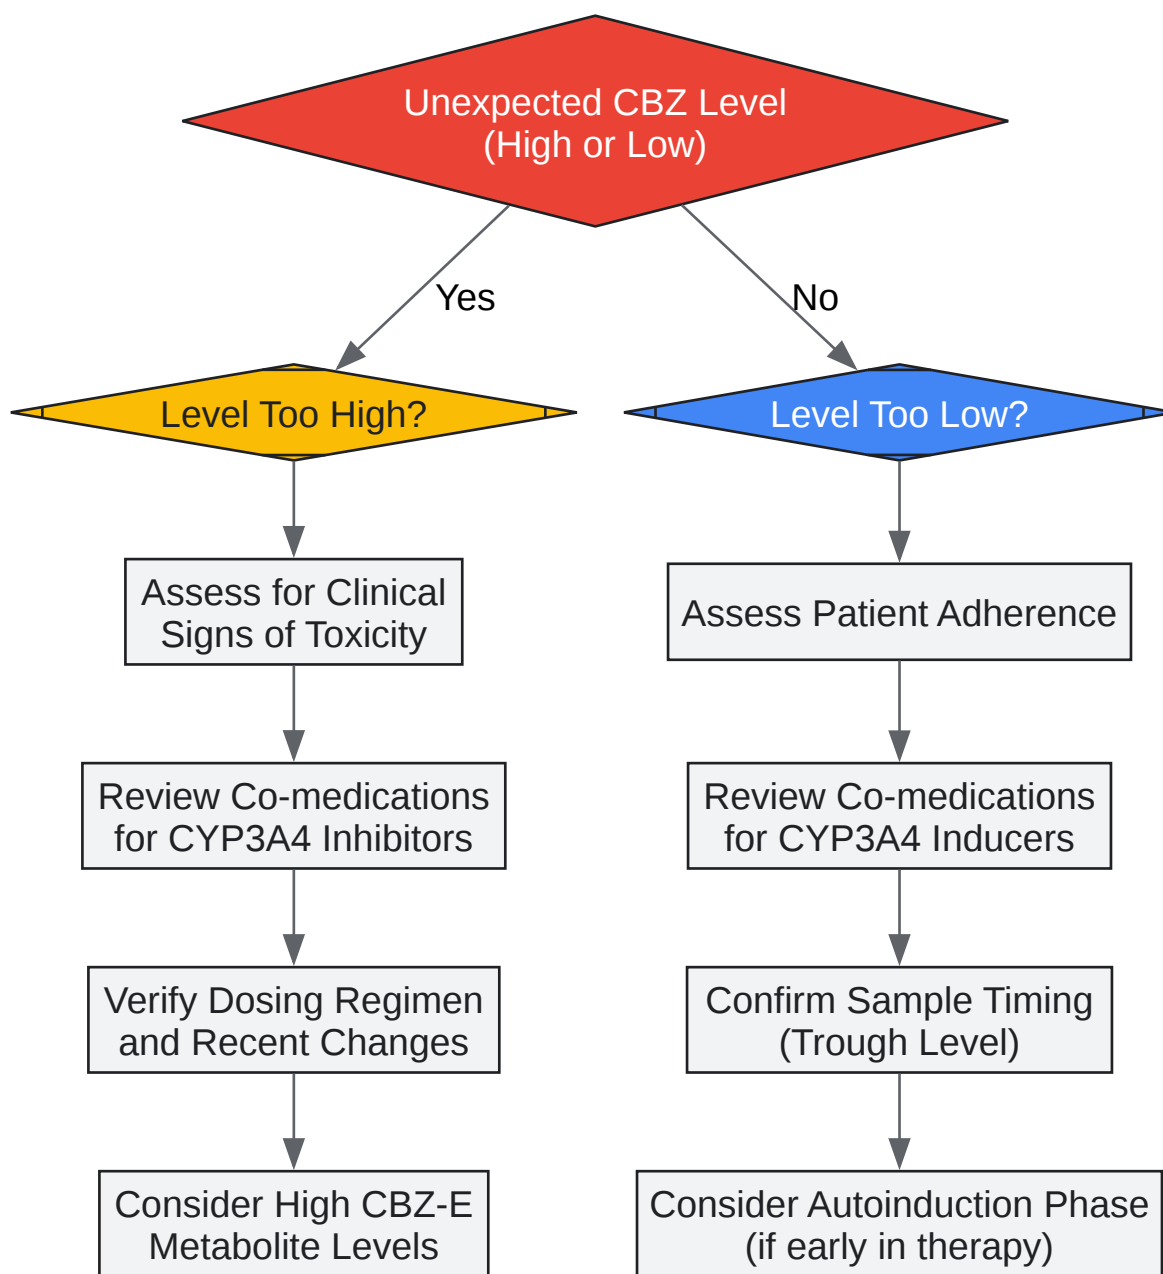 Unexpected CBZ Level
(High or Low)
Yes
No
Level Too High?
Level Too Low?
Assess for Clinical
Signs of Toxicity
Assess Patient Adherence
Review Co-medications
for CYP3A4 Inhibitors
Review Co-medications
for CYP3A4 Inducers
Verify Dosing Regimen
and Recent Changes
Confirm Sample Timing
(Trough Level)
Consider High CBZ-E
Metabolite Levels
Consider Autoinduction Phase
(if early in therapy)